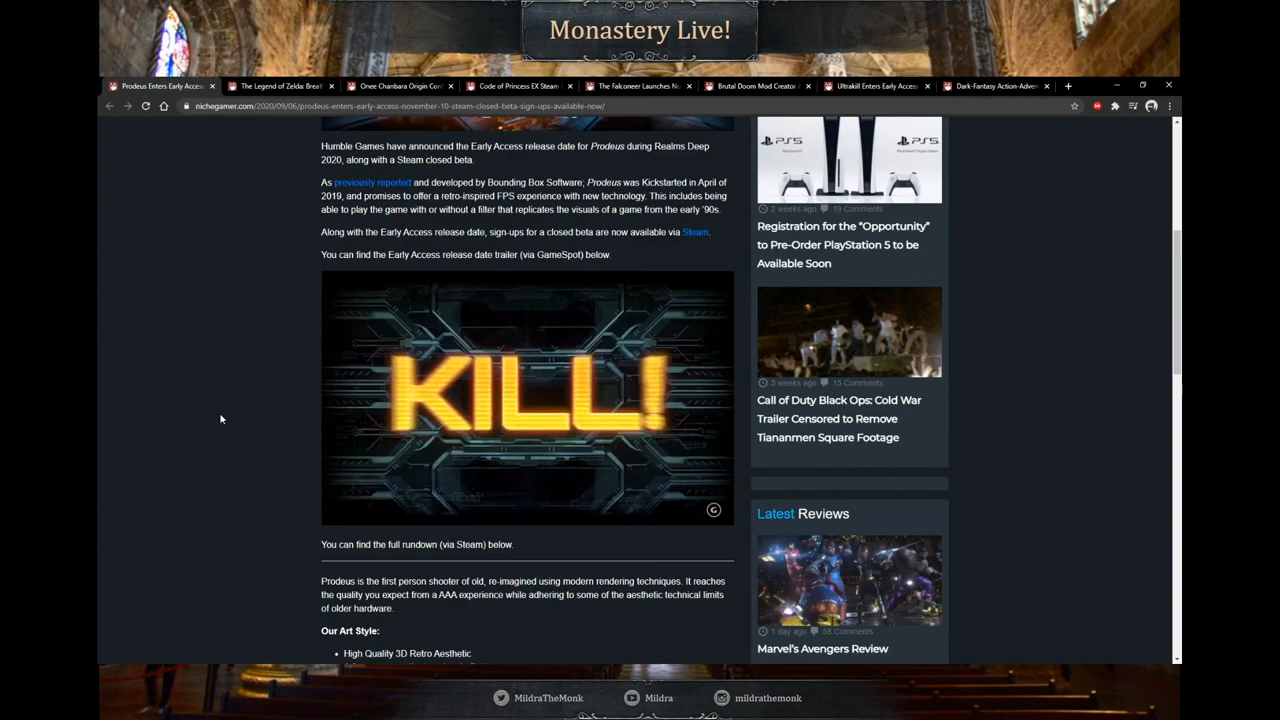 Monastery Live!
Prodeus Enters Early Acces
The Legend of Zelda: Breat
Onee Chanbara Origin Con
Code of Princess EX Steam
The Falconeer Launches No
Brutal Doom Mod Creator
Ultrakill Enters Early Access
Dark-Fantasy Action-Adven
nichegamer.com/2020/09/06/prodeus-enters-early-access-november-10-steam-closed-beta-sign-ups-available-now/
Humble Games have announced the Early Access release date for Prodeus during Realms Deep
2020, along with a Steam closed beta.
As previously reported and developed by Bounding Box Software; Prodeus was Kickstarted in April of
2019, and promises to offer a retro-inspired FPS experience with new technology. This includes being
able to play the game with or without a filter that replicates the visuals of a game from the early '90s.
Along with the Early Access release date, sign-ups for a closed beta are now available via Steam.
You can find the Early Access release date trailer (via GameSpot) below.
KILL!
G
You can find the full rundown (via Steam) below.
Prodeus is the first person shooter of old, re-imagined using modern rendering techniques. It reaches
the quality you expect from a AAA experience while adhering to some of the aesthetic technical limits
of older hardware.
Our Art Style:
• High Quality 3D Retro Aesthetic
PS5
PS5
2 weeks ago 19 Comments
Registration for the “Opportunity”
to Pre-Order PlayStation 5 to be
Available Soon
3 weeks ago 15 Comments
Call of Duty Black Ops: Cold War
Trailer Censored to Remove
Tiananmen Square Footage
Latest Reviews
1 day ago 58 Comments
Marvel's Avengers Review
MildraTheMonk
Mildra
mildrathemonk